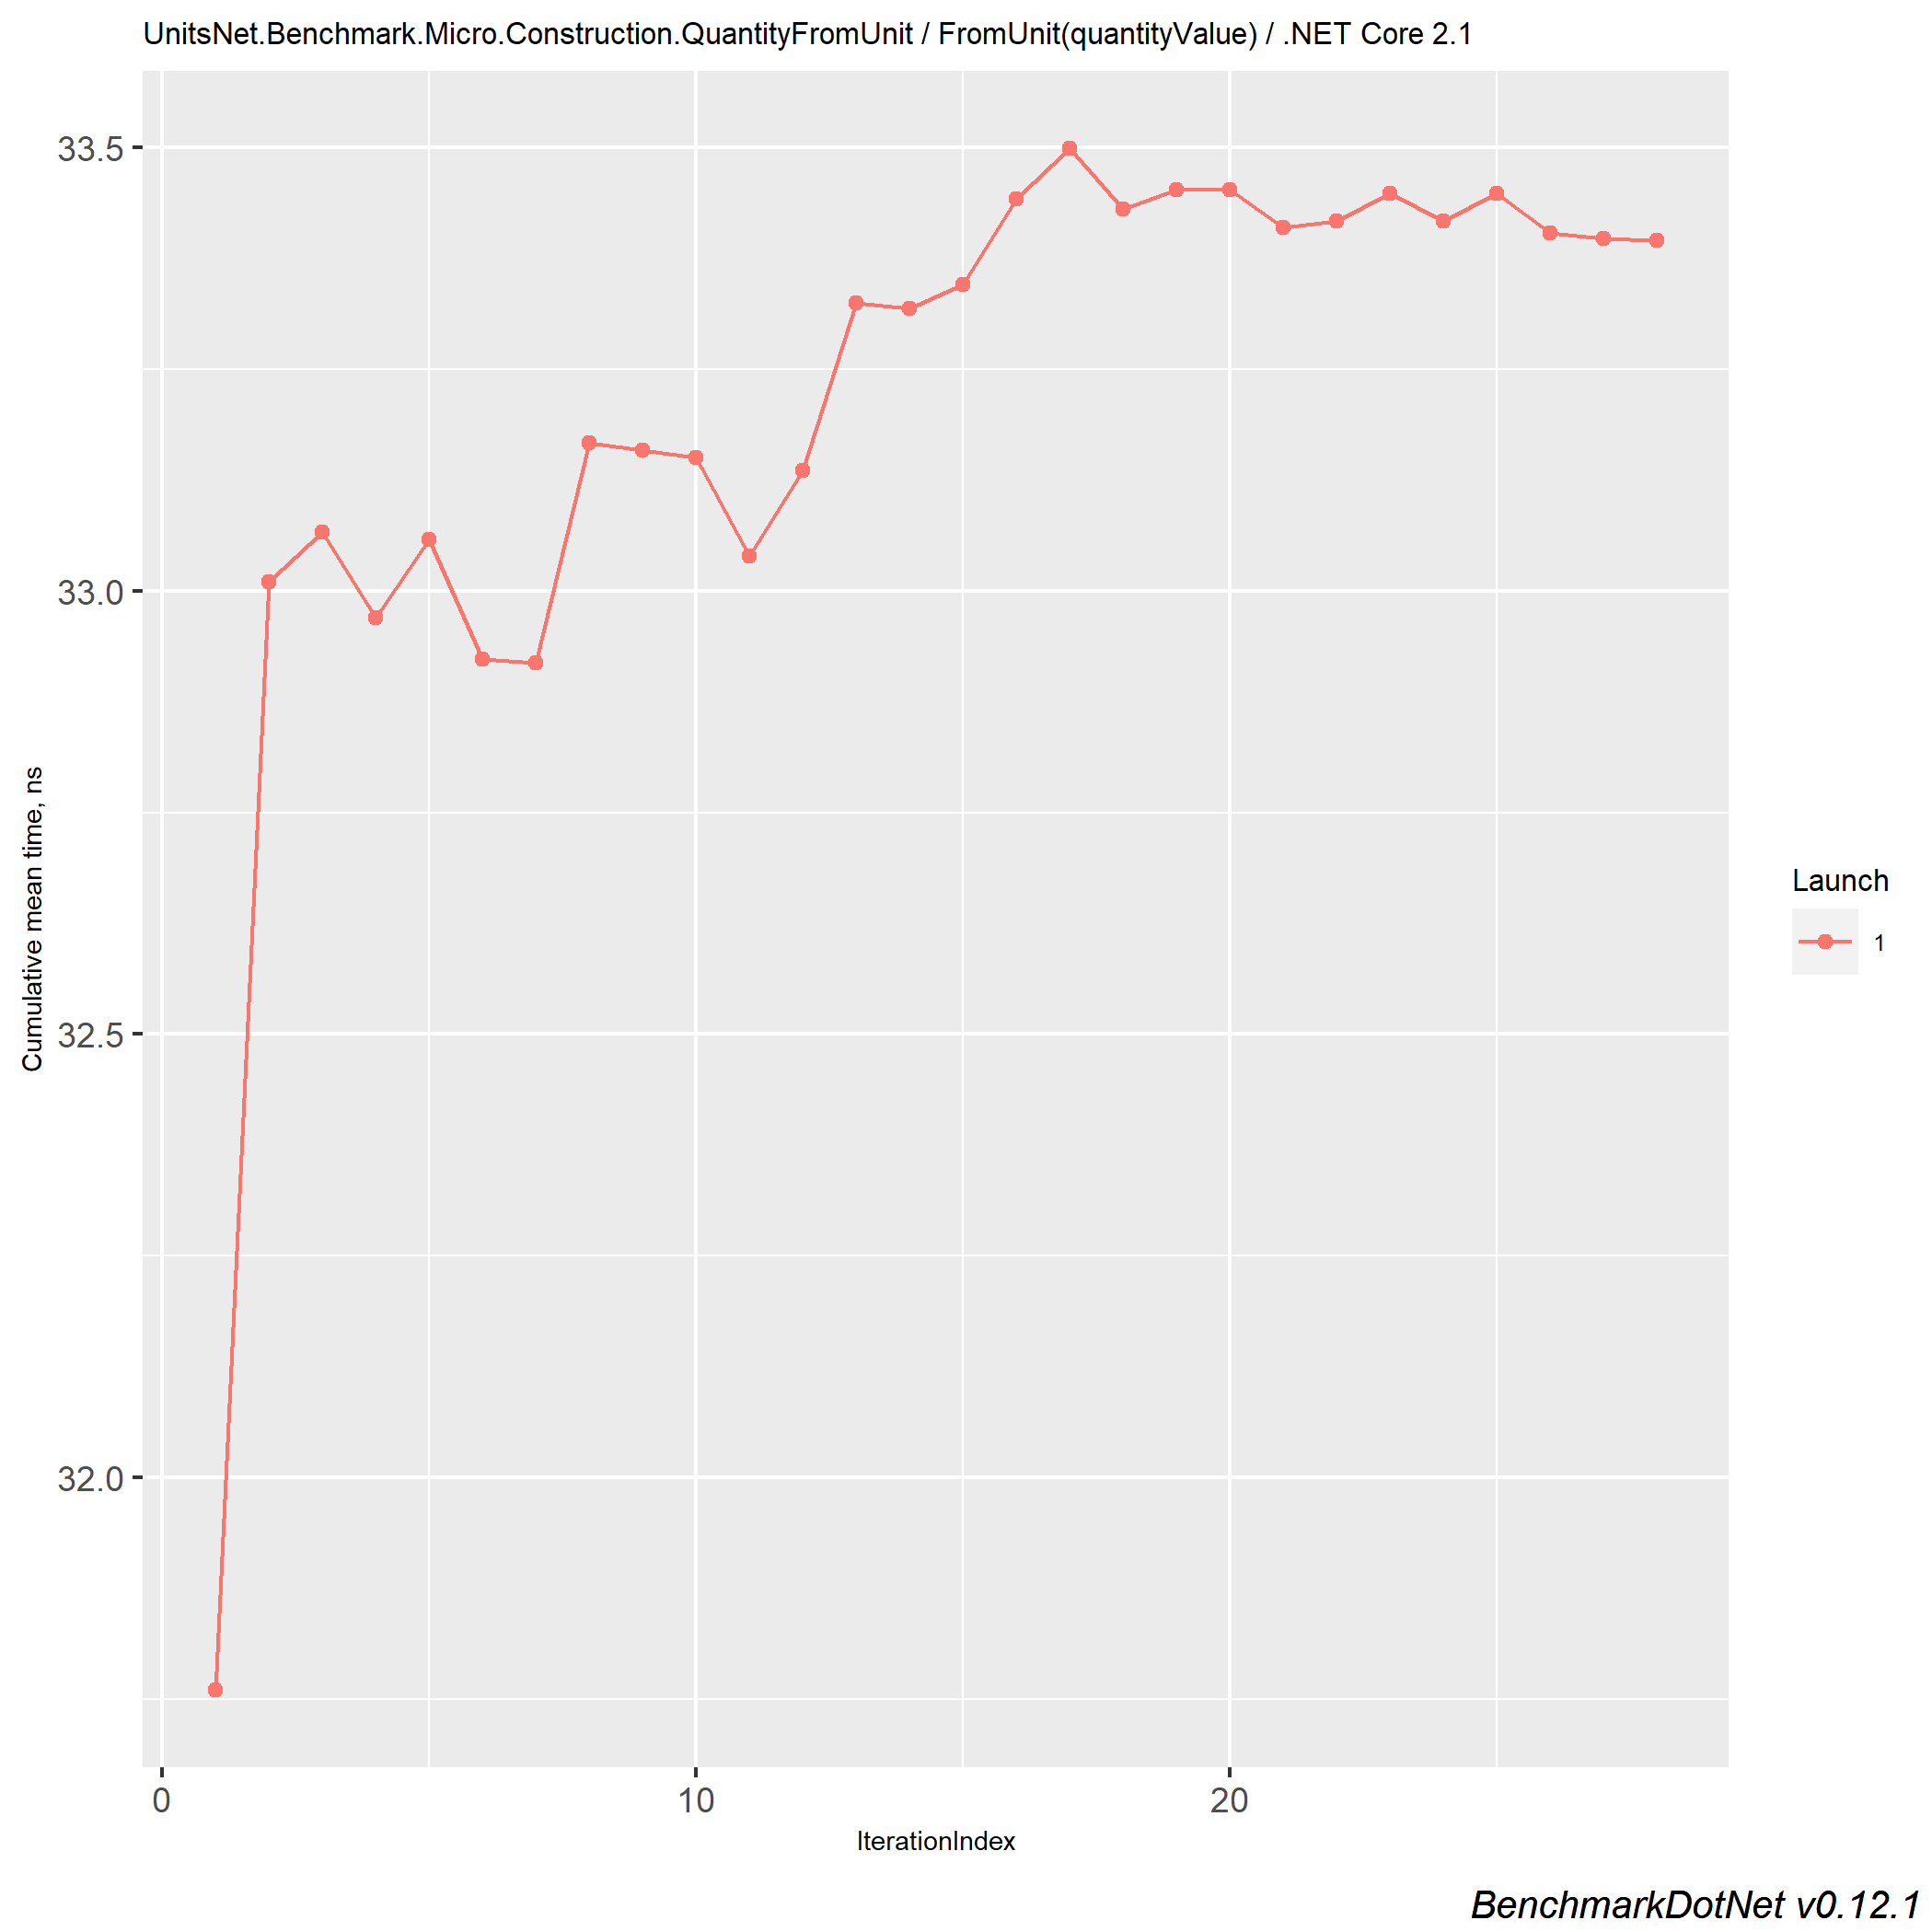 UnitsNet.Benchmark.Micro.Construction.QuantityFromUnit / FromUnit(quantityValue) / .NET Core 2.1
33.5
33.0
32.5
32.0
Cumulative mean time, ns
0
10
20
IterationIndex
Launch
1
BenchmarkDotNet v0.12.1